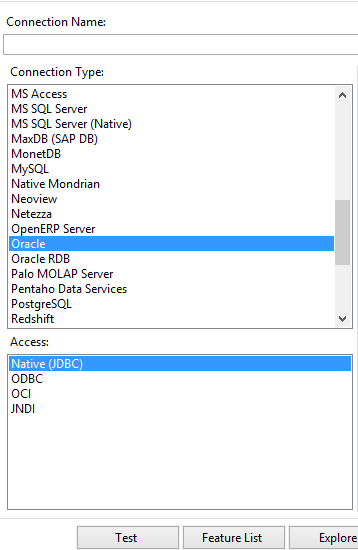 Connection Name:
Connection Type:
MS Access
MS SQL Server
MS SQL Server (Native)
MaxDB (SAP DB)
MonetDB
MySQL
Native Mondrian
Neoview
Netezza
OpenERP Server
Oracle
Oracle RDB
Palo MOLAP Server
Pentaho Data Services
PostgreSQL
Redshift
Access:
Native (JDBC)
ODBC
OCI
JNDI
Test Feature List Explore